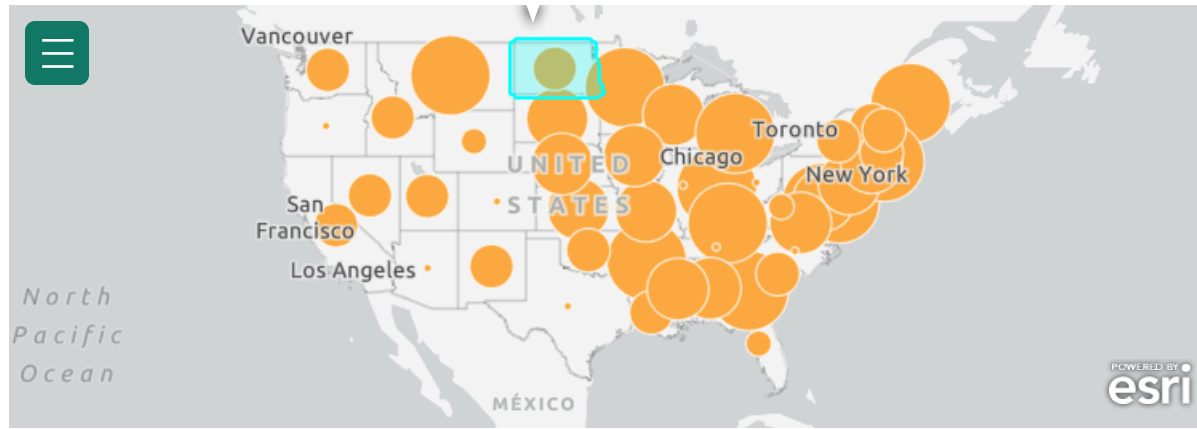 Vancouver
Toronto
UNITED
Chicago
New York
STATES
San
Francisco
Los Angeles
North
Pacific
Ocean
MÉXICO
POWERED BY
esri